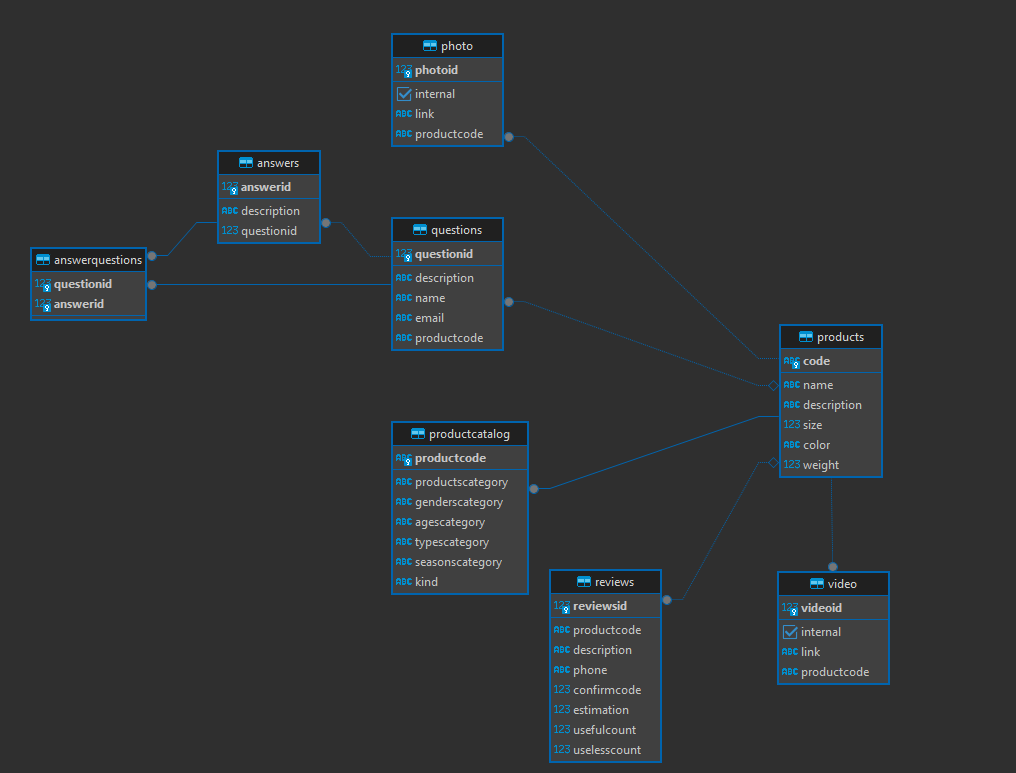 photo
123 photoid
internal
ABC link
ABC productcode
answers
123 answerid
ABC description
123 questionid
answerquestions
123 questionid
123 answerid
questions
123 questionid
ABC description
ABC name
ABC email
ABC productcode
products
ABC code
ABC name
ABC description
123 size
ABC color
123 weight
productcatalog
ABC productcode
ABC productscategory
ABC genderscategory
ABC agescategory
ABC typescategory
ABC seasonscategory
ABC kind
reviews
123 reviewsid
ABC productcode
ABC description
ABC phone
123 confirmcode
123 estimation
123 usefulcount
123 uselesscount
video
123 videoid
internal
ABC link
ABC productcode